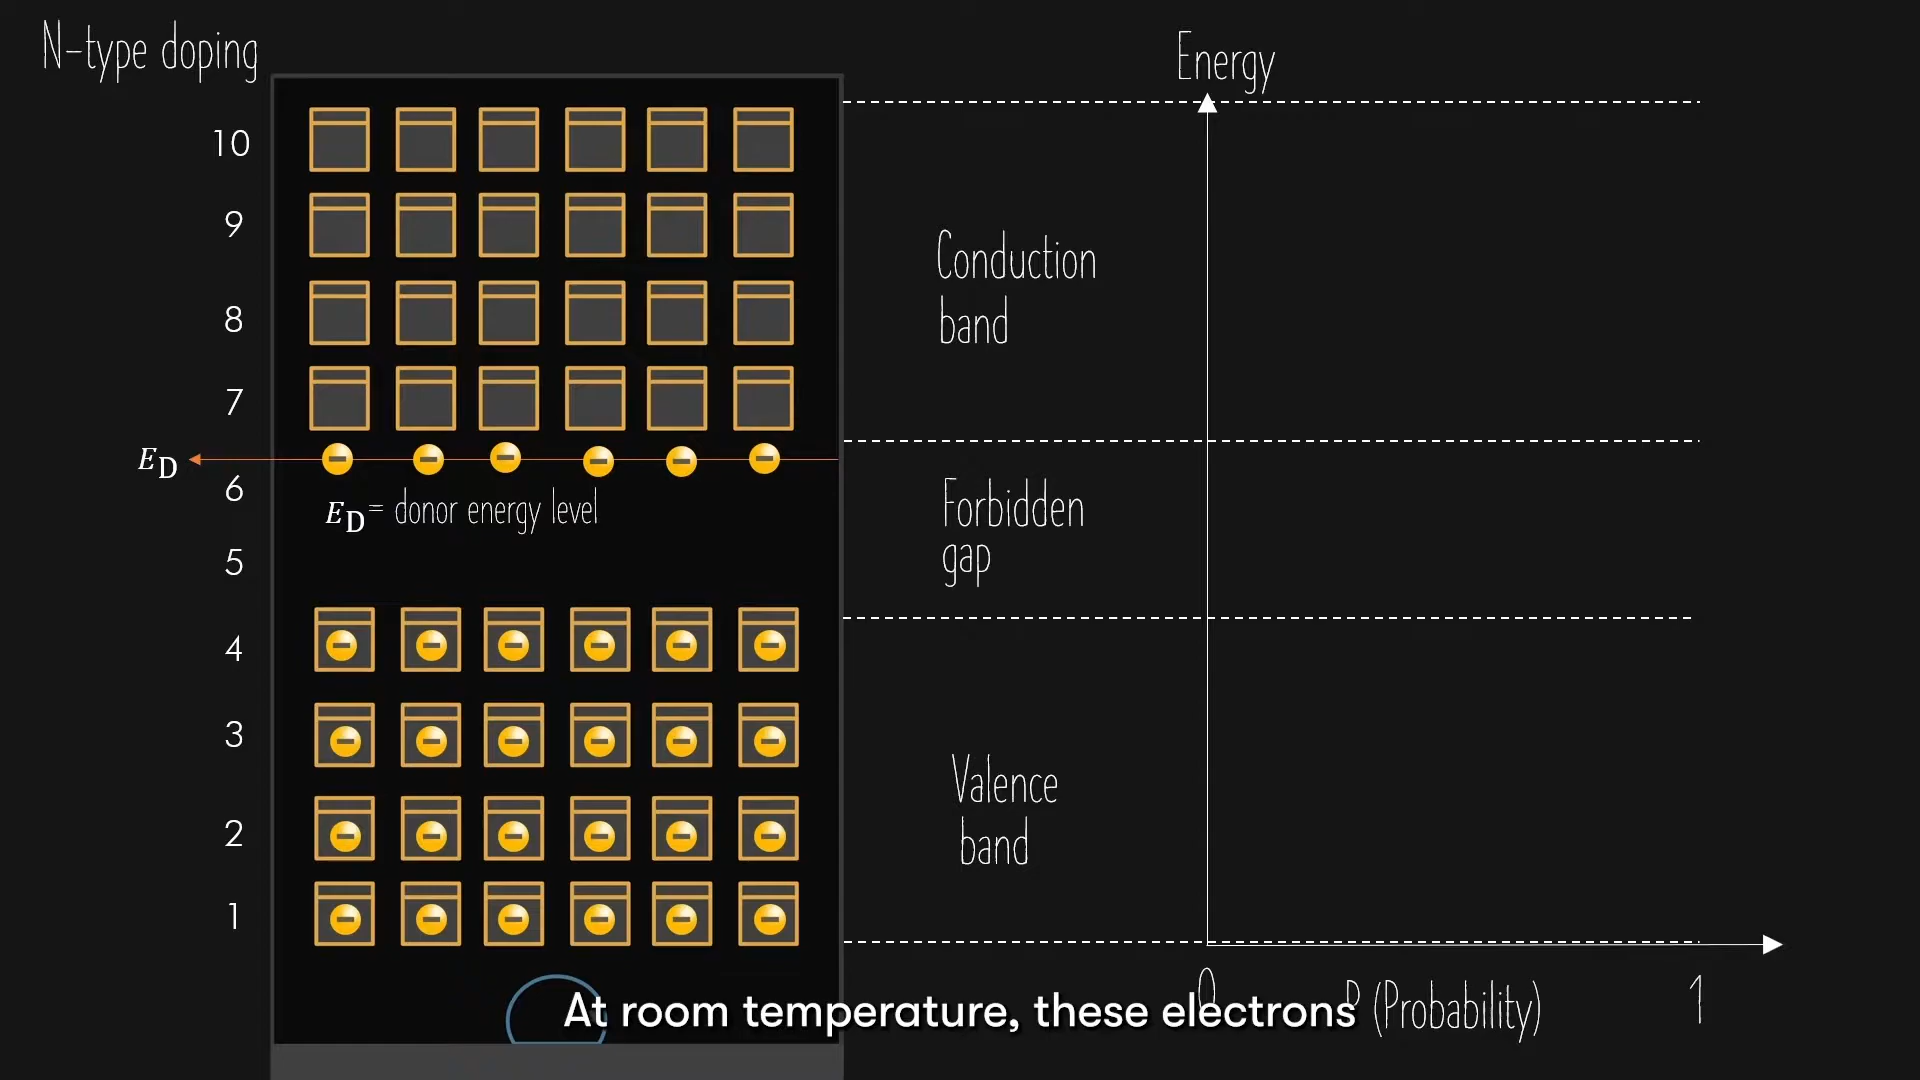 N-type doping
Energy
10
9
8
7
Conduction
band
E_D
6
E_D = donor energy level
Forbidden
gap
5
4
3
Valence
band
2
1
0
P (Probability)
1
At room temperature, these electrons